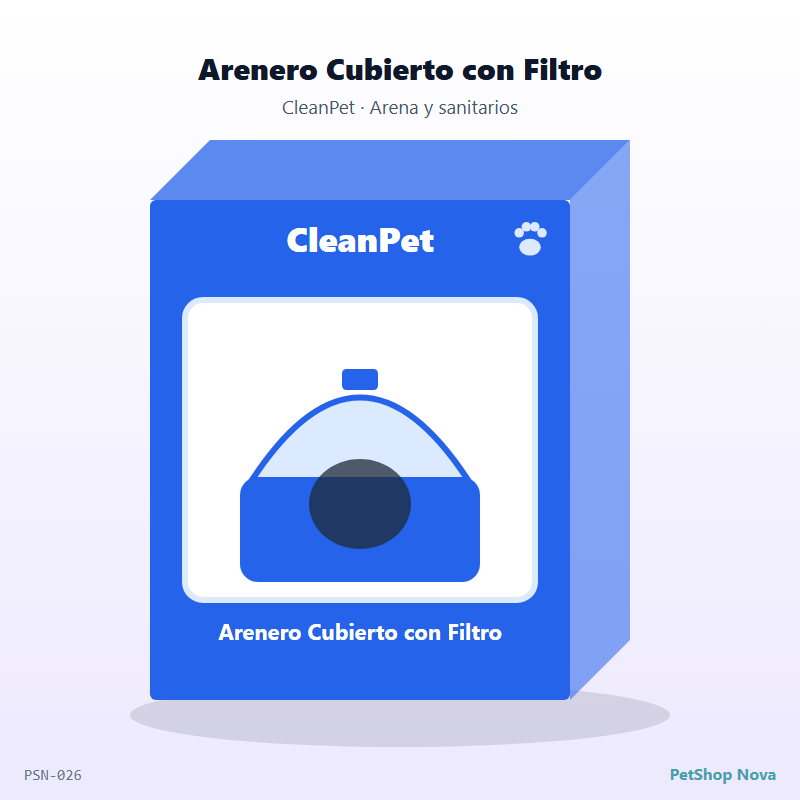 Arenero Cubierto con Filtro
CleanPet · Arena y sanitarios
CleanPet
Arenero Cubierto con Filtro
PSN-026
PetShop Nova